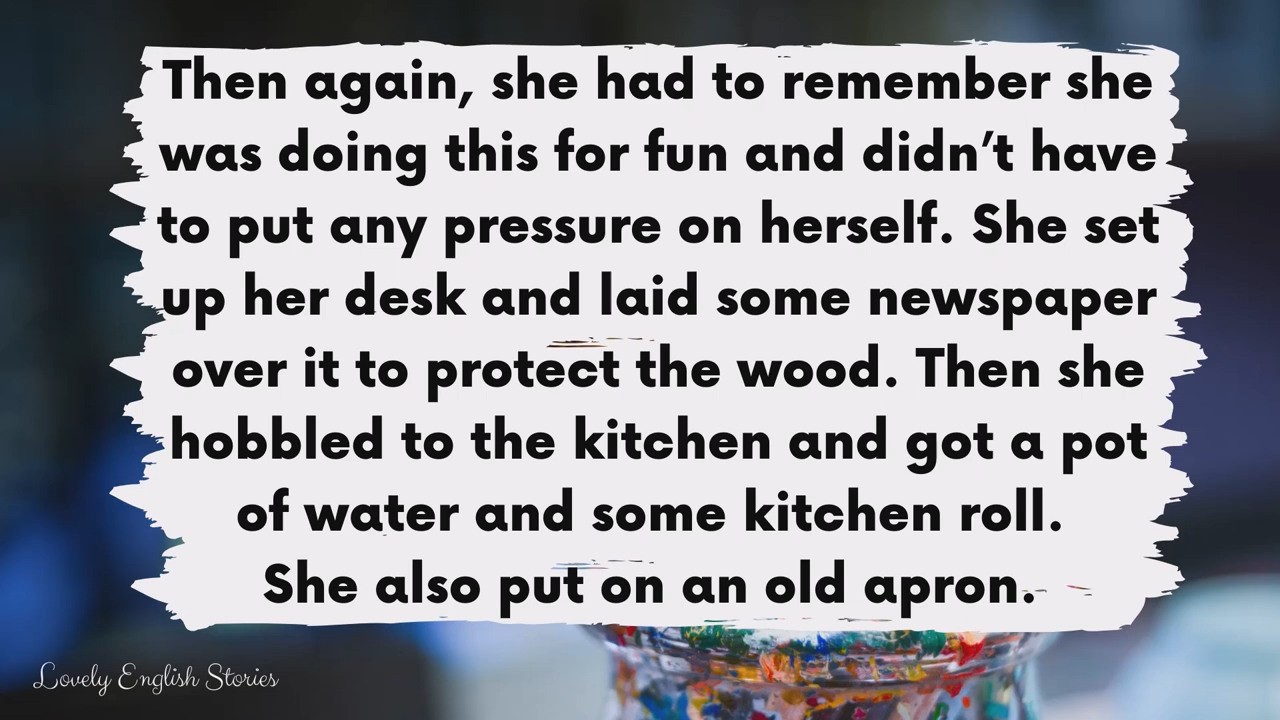 Then again, she had to remember she
was doing this for fun and didn’t have
to put any pressure on herself. She set
up her desk and laid some newspaper
over it to protect the wood. Then she
hobbled to the kitchen and got a pot
of water and some kitchen roll.
She also put on an old apron.
Lovely English Stories